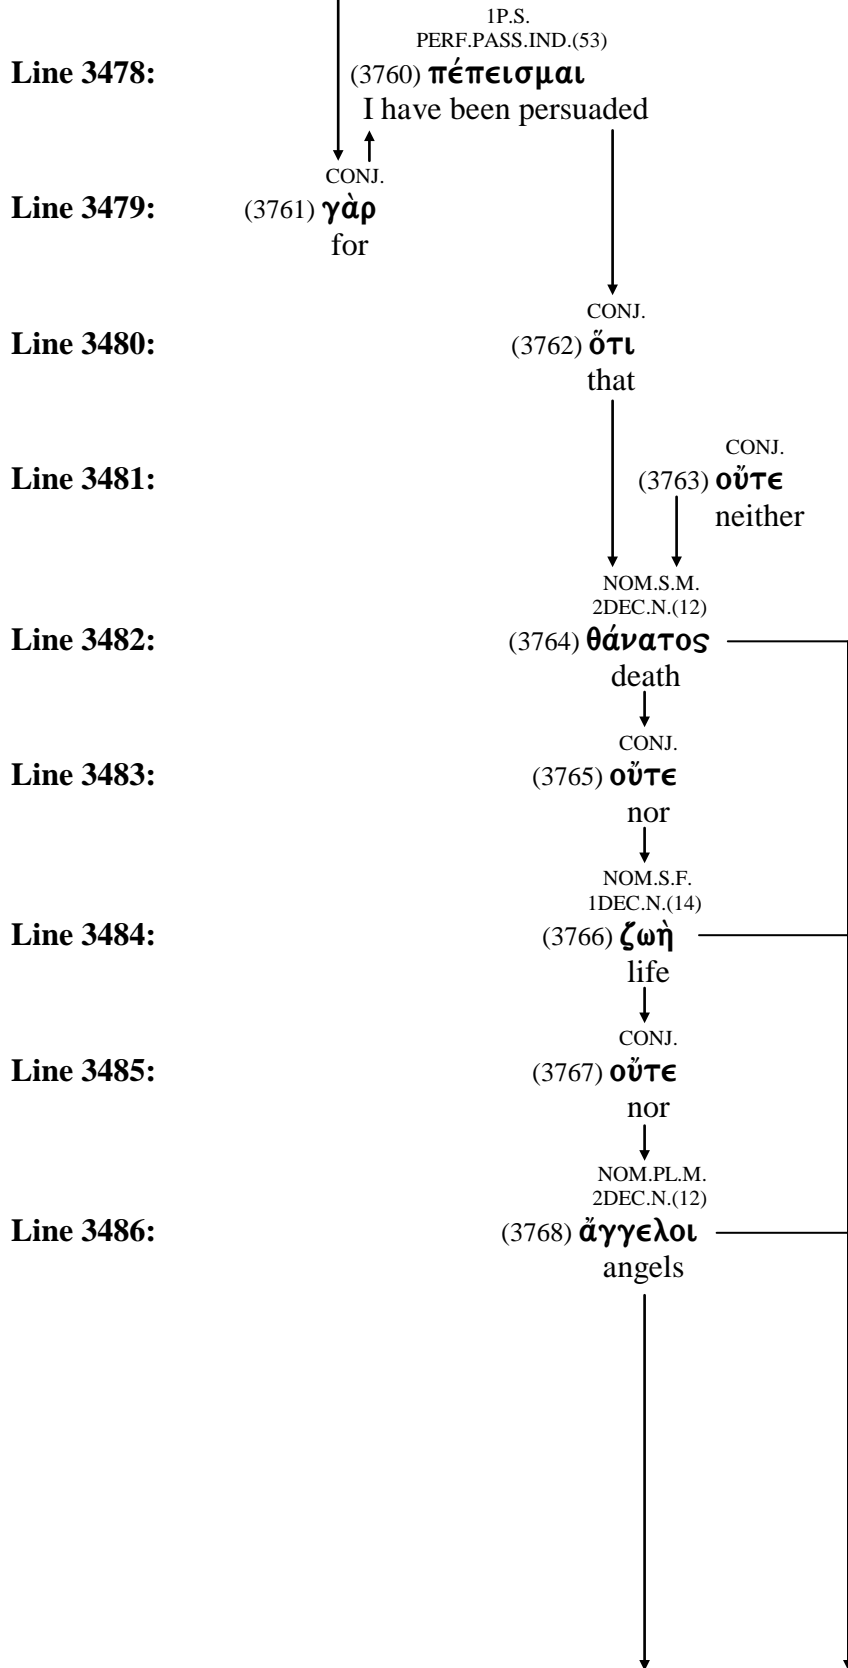 1P.S.
PERF.PASS.IND.(53)
Line 3478: (3760) πέπεισμαι
I have been persuaded
CONJ.
Line 3479: (3761) γὰρ
for
CONJ.
Line 3480: (3762) ὅτι
that
CONJ.
Line 3481: (3763) οὔτε
neither
NOM.S.M.
2DEC.N.(12)
Line 3482: (3764) θάνατος
death
CONJ.
Line 3483: (3765) οὔτε
nor
NOM.S.F.
1DEC.N.(14)
Line 3484: (3766) ζωὴ
life
CONJ.
Line 3485: (3767) οὔτε
nor
NOM.PL.M.
2DEC.N.(12)
Line 3486: (3768) ἄγγελοι
angels